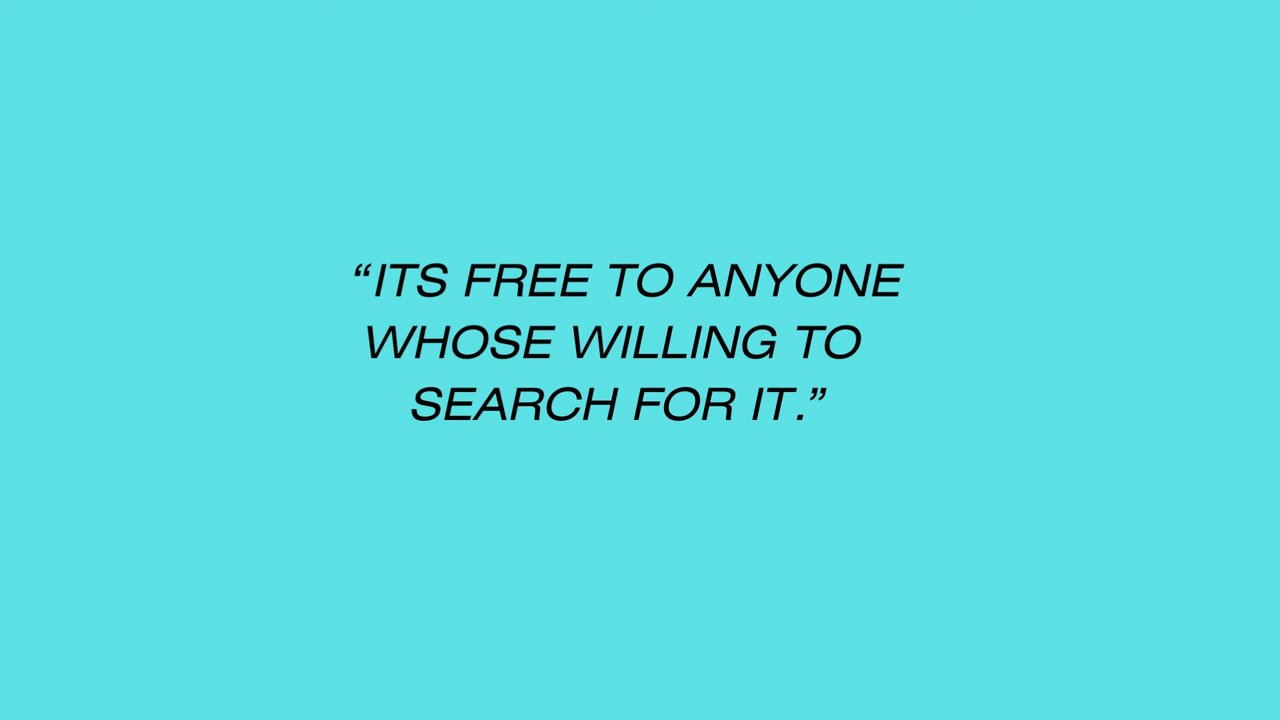 “ITS FREE TO ANYONE
WHOSE WILLING TO
SEARCH FOR IT.”